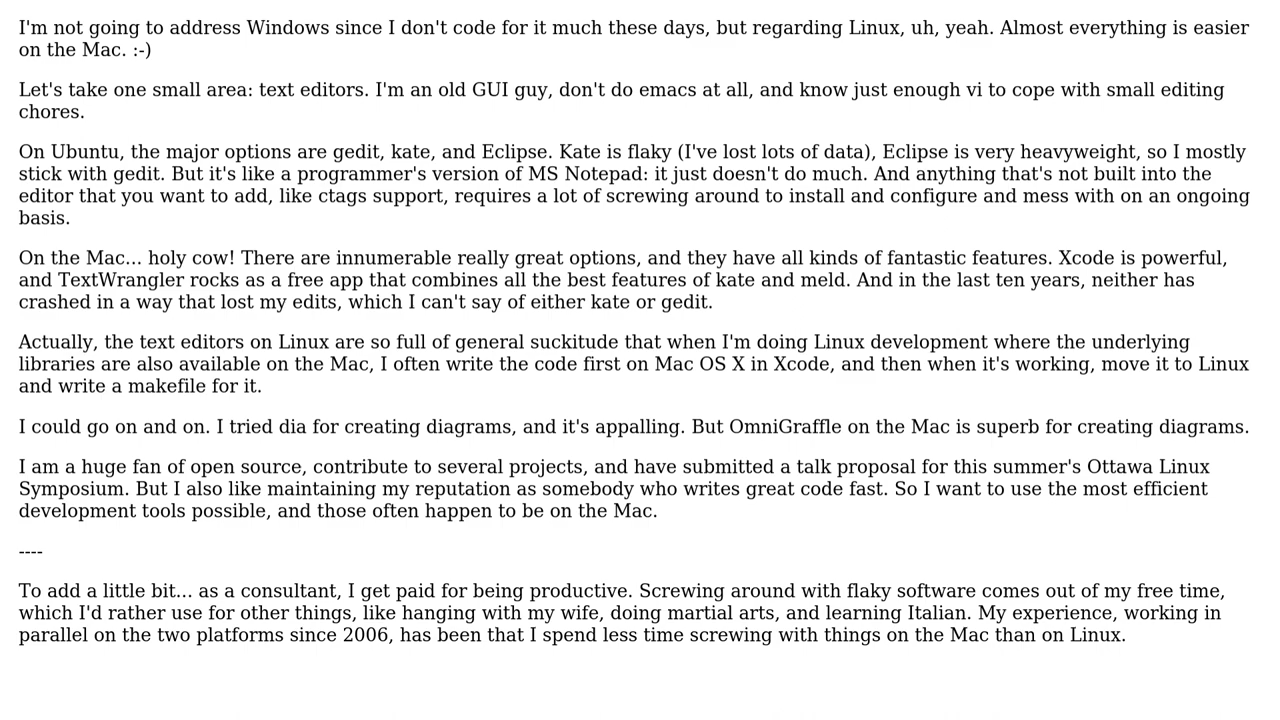 I'm not going to address Windows since I don't code for it much these days, but regarding Linux, uh, yeah. Almost everything is easier
on the Mac. :-)
Let's take one small area: text editors. I'm an old GUI guy, don't do emacs at all, and know just enough vi to cope with small editing
chores.
On Ubuntu, the major options are gedit, kate, and Eclipse. Kate is flaky (I've lost lots of data), Eclipse is very heavyweight, so I mostly
stick with gedit. But it's like a programmer's version of MS Notepad: it just doesn't do much. And anything that's not built into the
editor that you want to add, like ctags support, requires a lot of screwing around to install and configure and mess with on an ongoing
basis.
On the Mac... holy cow! There are innumerable really great options, and they have all kinds of fantastic features. Xcode is powerful,
and TextWrangler rocks as a free app that combines all the best features of kate and meld. And in the last ten years, neither has
crashed in a way that lost my edits, which I can't say of either kate or gedit.
Actually, the text editors on Linux are so full of general suckitude that when I'm doing Linux development where the underlying
libraries are also available on the Mac, I often write the code first on Mac OS X in Xcode, and then when it's working, move it to Linux
and write a makefile for it.
I could go on and on. I tried dia for creating diagrams, and it's appalling. But OmniGraffle on the Mac is superb for creating diagrams.
I am a huge fan of open source, contribute to several projects, and have submitted a talk proposal for this summer's Ottawa Linux
Symposium. But I also like maintaining my reputation as somebody who writes great code fast. So I want to use the most efficient
development tools possible, and those often happen to be on the Mac.
----
To add a little bit... as a consultant, I get paid for being productive. Screwing around with flaky software comes out of my free time,
which I'd rather use for other things, like hanging with my wife, doing martial arts, and learning Italian. My experience, working in
parallel on the two platforms since 2006, has been that I spend less time screwing with things on the Mac than on Linux.